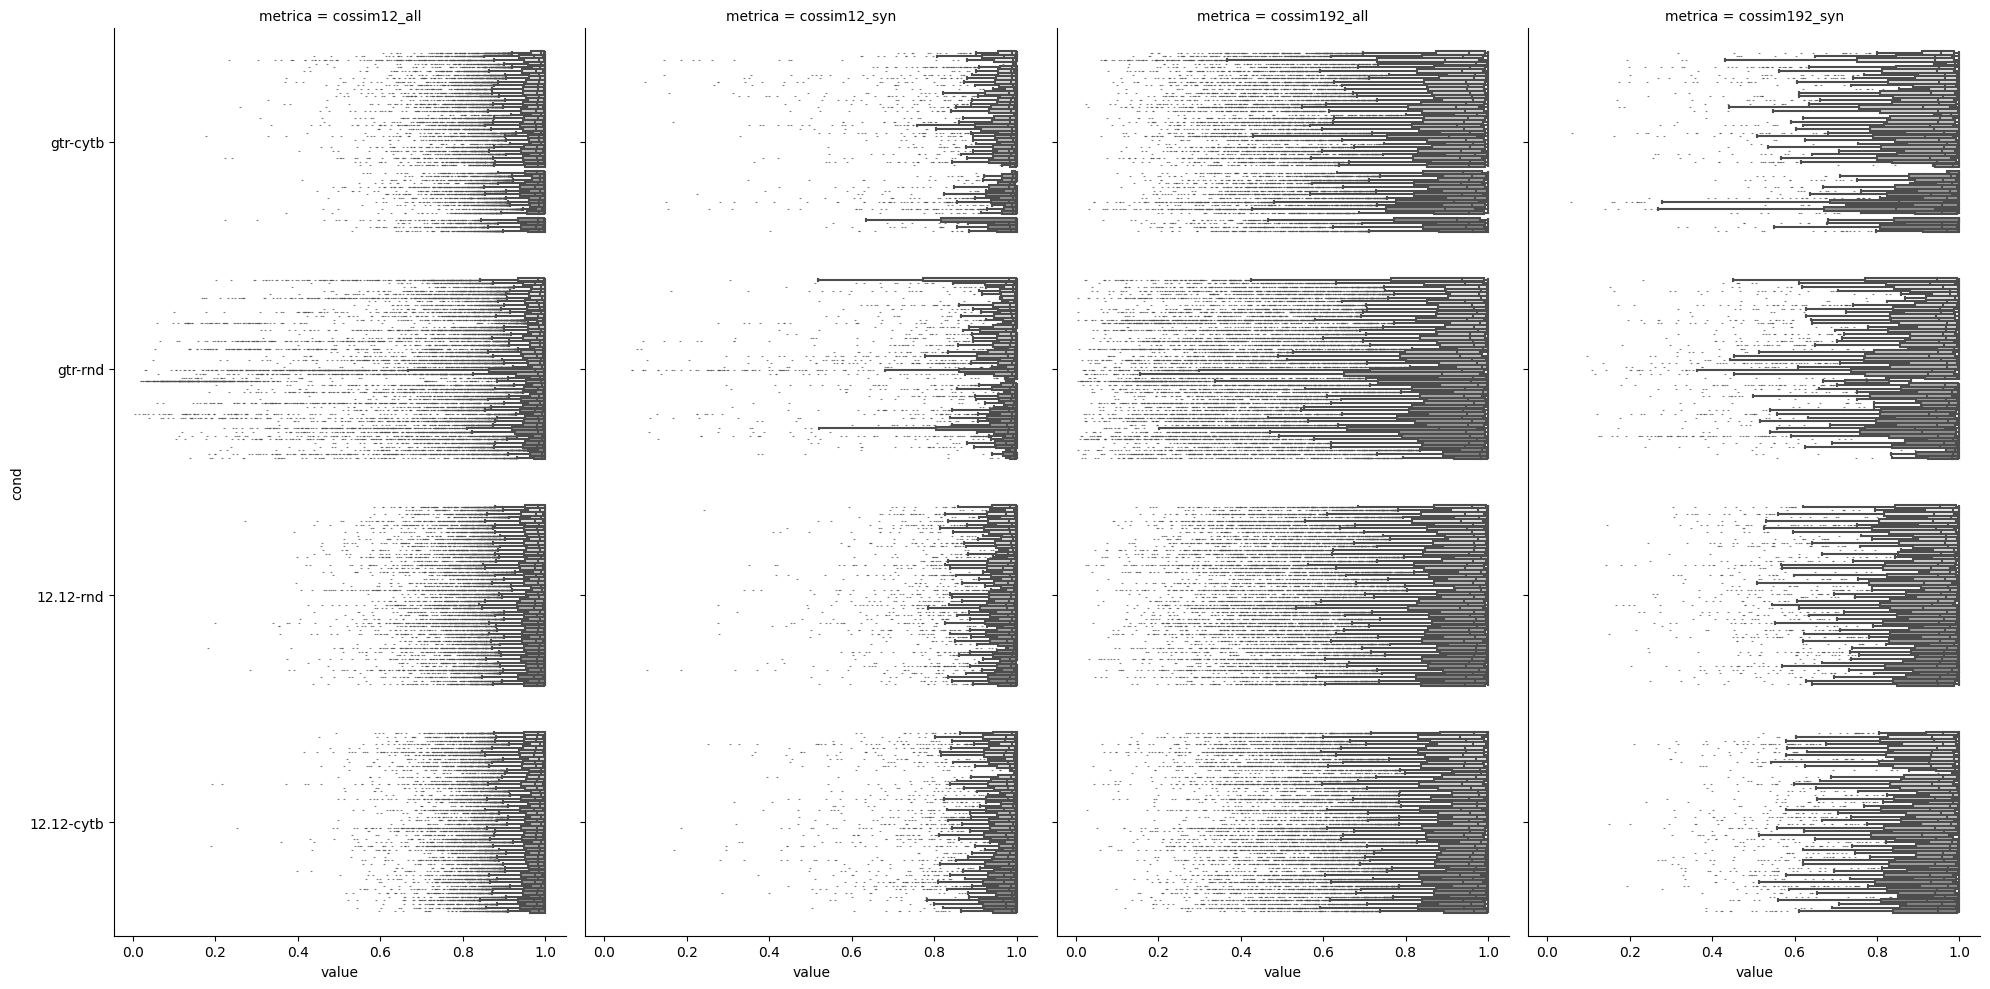 metrica = cossim12_all
metrica = cossim12_syn
metrica = cossim192_all
metrica = cossim192_syn
cond
gtr-cytb
gtr-rnd
12.12-rnd
12.12-cytb
0.0 0.2 0.4 0.6 0.8 1.0
0.0 0.2 0.4 0.6 0.8 1.0
0.0 0.2 0.4 0.6 0.8 1.0
0.0 0.2 0.4 0.6 0.8 1.0
value
value
value
value